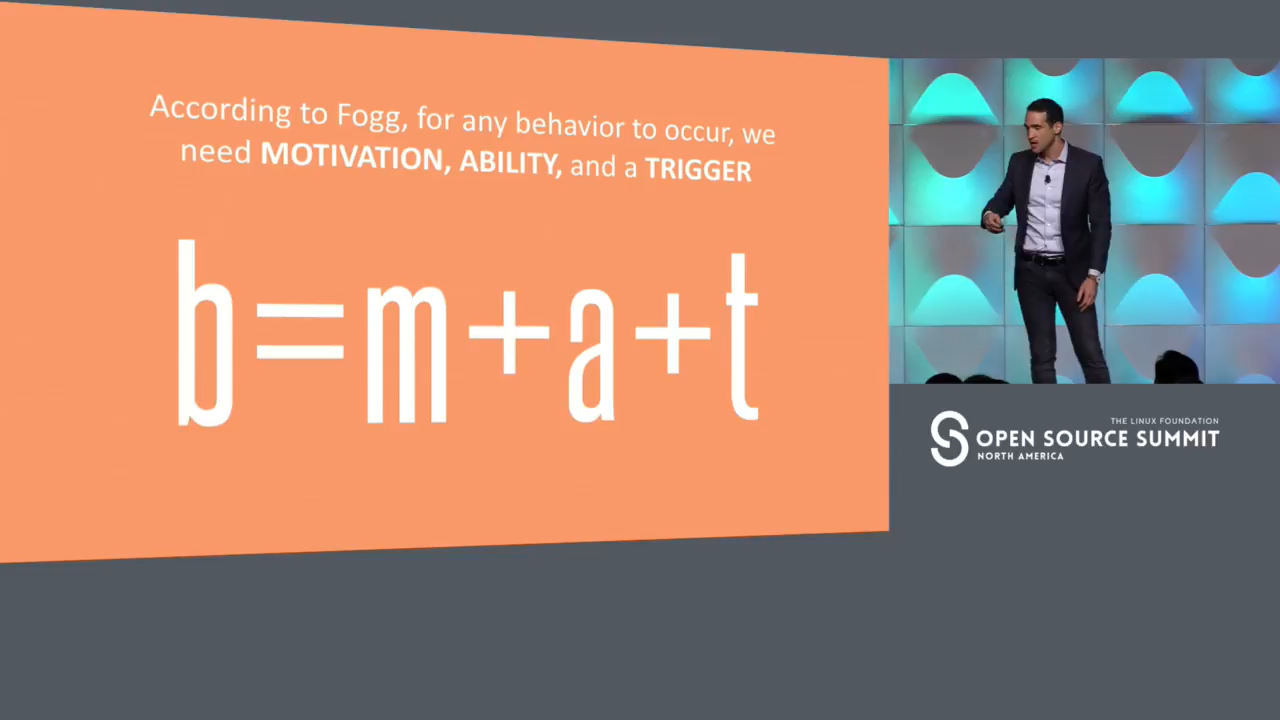 According to Fogg, for any behavior to occur, we
need MOTIVATION, ABILITY, and a TRIGGER
b=m+a+t
THE LINUX FOUNDATION
OPEN SOURCE SUMMIT
NORTH AMERICA